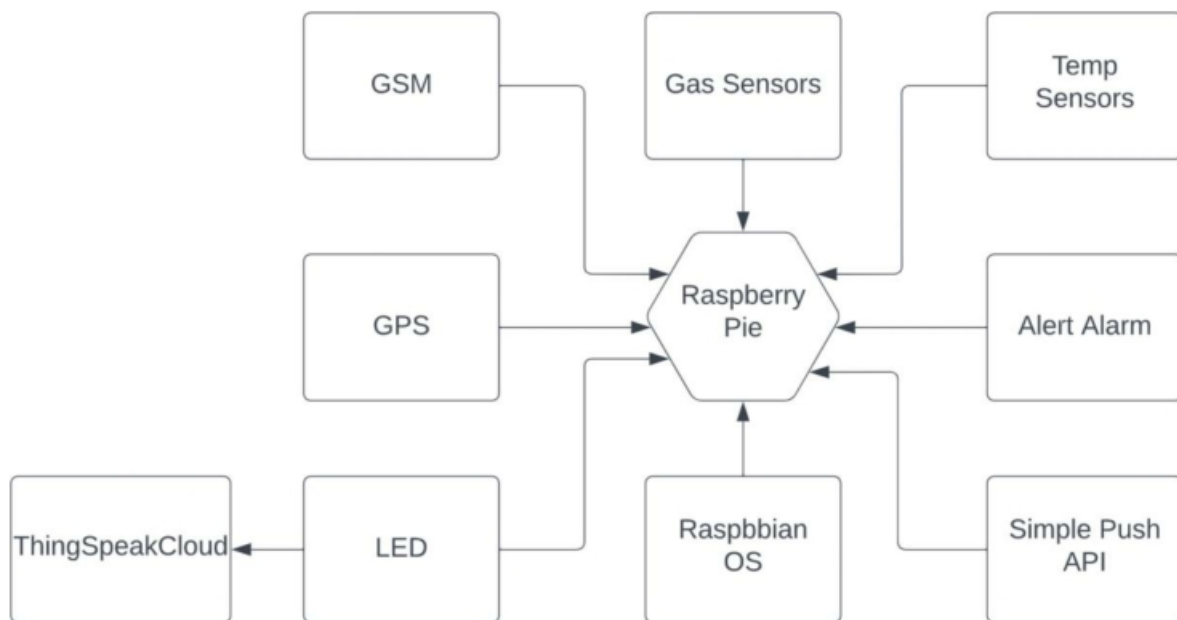 GSM
Gas Sensors
Temp
Sensors
GPS
Raspberry
Pie
Alert Alarm
ThingSpeakCloud
LED
Raspbbian
OS
Simple Push
API